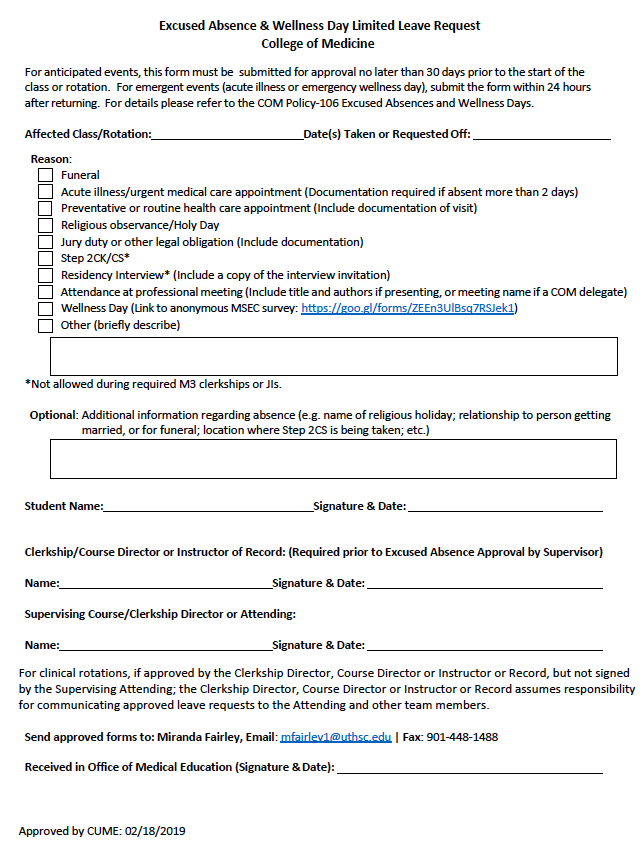 Excused Absence & Wellness Day Limited Leave Request
College of Medicine
For anticipated events, this form must be submitted for approval no later than 30 days prior to the start of the
class or rotation. For emergent events (acute illness or emergency wellness day), submit the form within 24 hours
after returning. For details please refer to the COM Policy-106 Excused Absences and Wellness Days.
Affected Class/Rotation: Date(s) Taken or Requested Off:
Reason:
Funeral
Acute illness/urgent medical care appointment (Documentation required if absent more than 2 days)
Preventative or routine health care appointment (Include documentation of visit)
Religious observance/Holy Day
Jury duty or other legal obligation (Include documentation)
Step 2CK/CS*
Residency Interview* (Include a copy of the interview invitation)
Attendance at professional meeting (Include title and authors if presenting, or meeting name if a COM delegate)
Wellness Day (Link to anonymous MSEC survey: https://goo.gl/forms/ZEEn3UlBsq7RSJek1)
Other (briefly describe)
*Not allowed during required M3 clerkships or JIs.
Optional: Additional information regarding absence (e.g. name of religious holiday; relationship to person getting
married, or for funeral; location where Step 2CS is being taken; etc.)
Student Name: Signature & Date:
Clerkship/Course Director or Instructor of Record: (Required prior to Excused Absence Approval by Supervisor)
Name: Signature & Date:
Supervising Course/Clerkship Director or Attending:
Name: Signature & Date:
For clinical rotations, if approved by the Clerkship Director, Course Director or Instructor or Record, but not signed
by the Supervising Attending; the Clerkship Director, Course Director or Instructor or Record assumes responsibility
for communicating approved leave requests to the Attending and other team members.
Send approved forms to: Miranda Fairley, Email: mfairley1@uthsc.edu | Fax: 901-448-1488
Received in Office of Medical Education (Signature & Date):
Approved by CUME: 02/18/2019